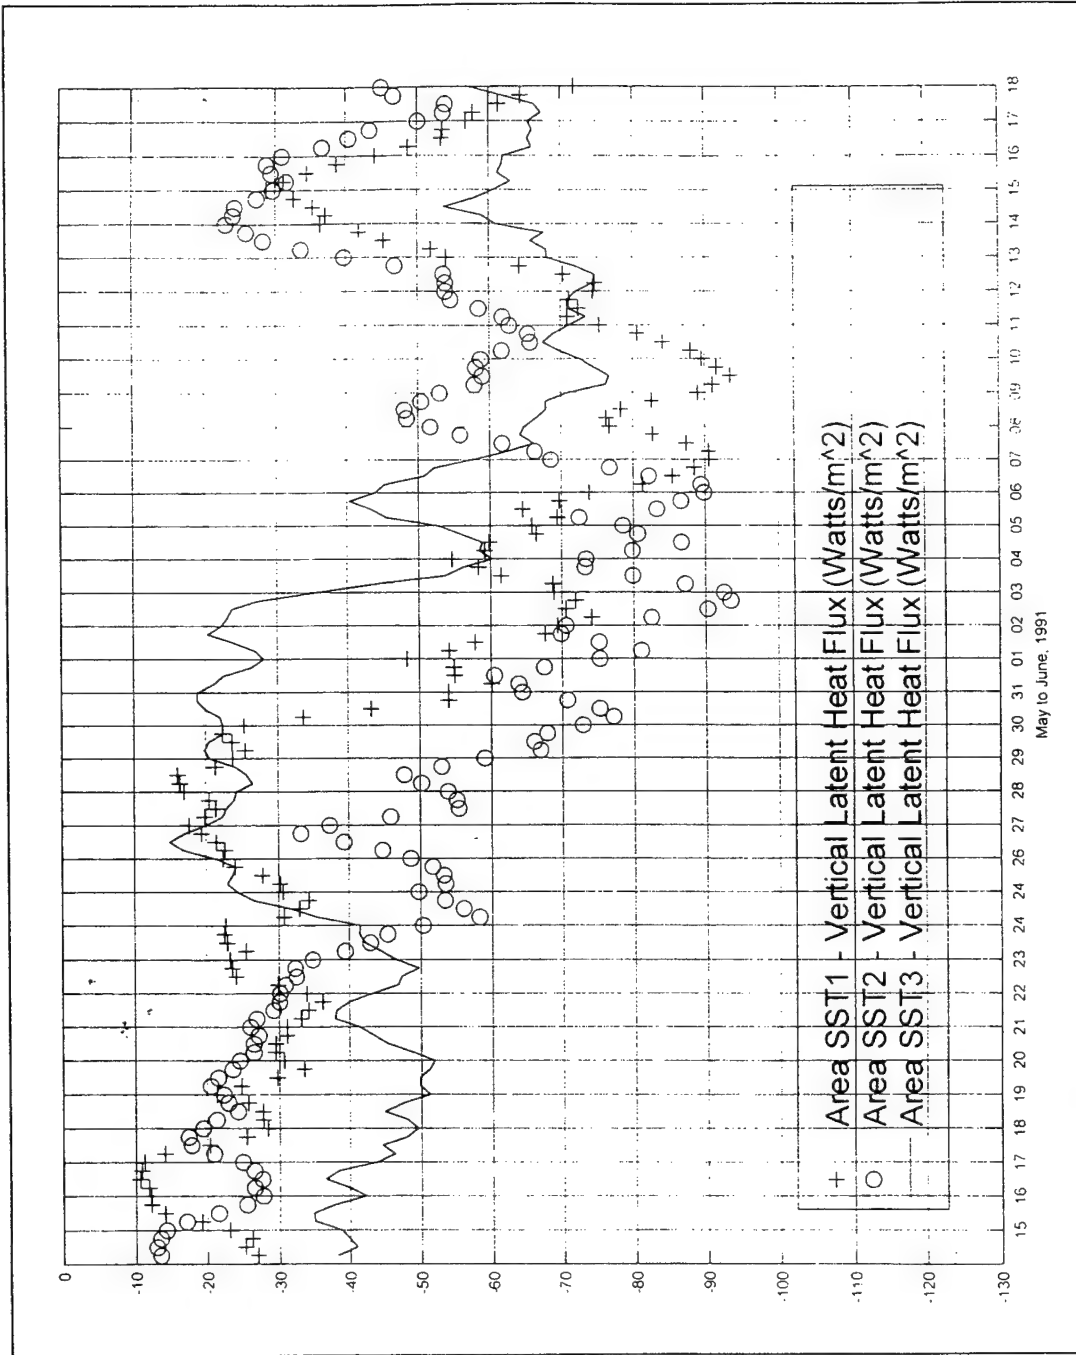 0
-10
-20
-30
-40
-50
-60
-70
-80
-90
-100
-110
-120
-130
15 16 17 18 19 20 21 22 23 24 25 26 27 28 29 30 31 01 02 03 04 05 06 07 08 09 10 11 12 13 14 15 16 17 18
May to June, 1991
+ Area SST1 - Vertical Latent Heat Flux (Watts/m^2)
O Area SST2 - Vertical Latent Heat Flux (Watts/m^2)
Area SST3 - Vertical Latent Heat Flux (Watts/m^2)